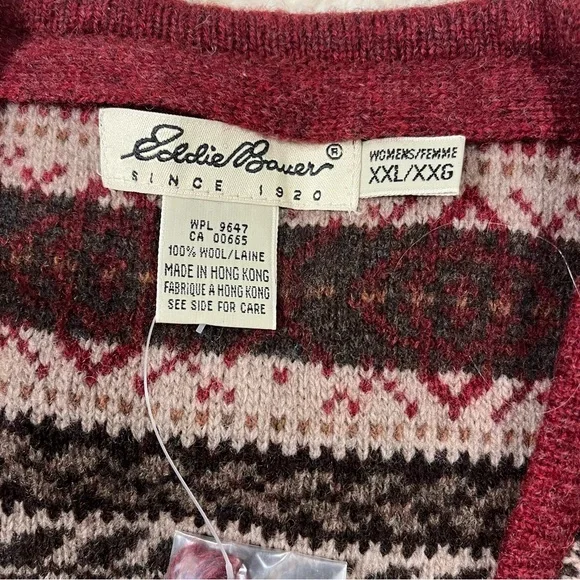 Eddie Bauer®
SINCE 1920
WOMENS/FEMME
XXL/XXG
WPL 9647
CA 00665
100% WOOL/LAINE
MADE IN HONG KONG
FABRIQUE A HONG KONG
SEE SIDE FOR CARE